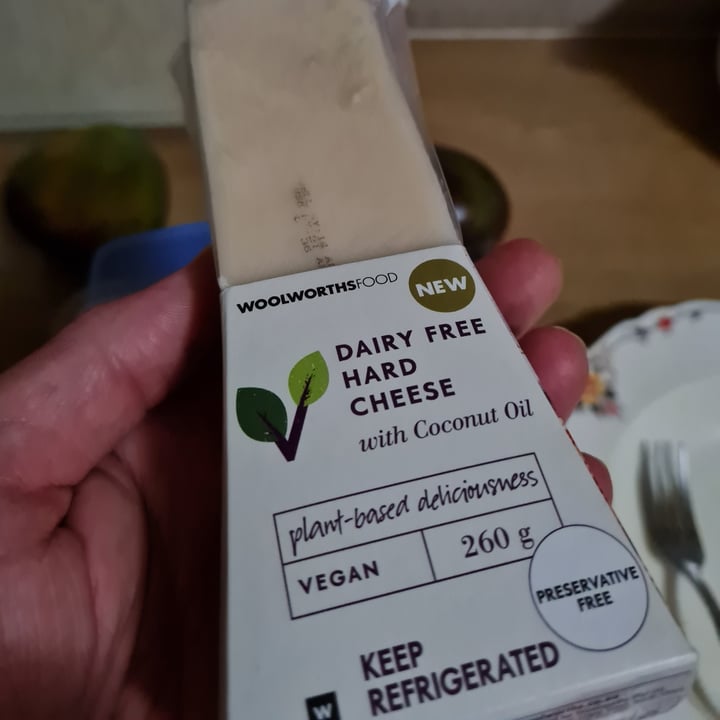 WOOLWORTHSFOOD
NEW
DAIRY FREE
HARD
CHEESE
with Coconut Oil
plant-based deliciousness
VEGAN
260 g
PRESERVATIVE
FREE
KEEP
REFRIGERATED
W